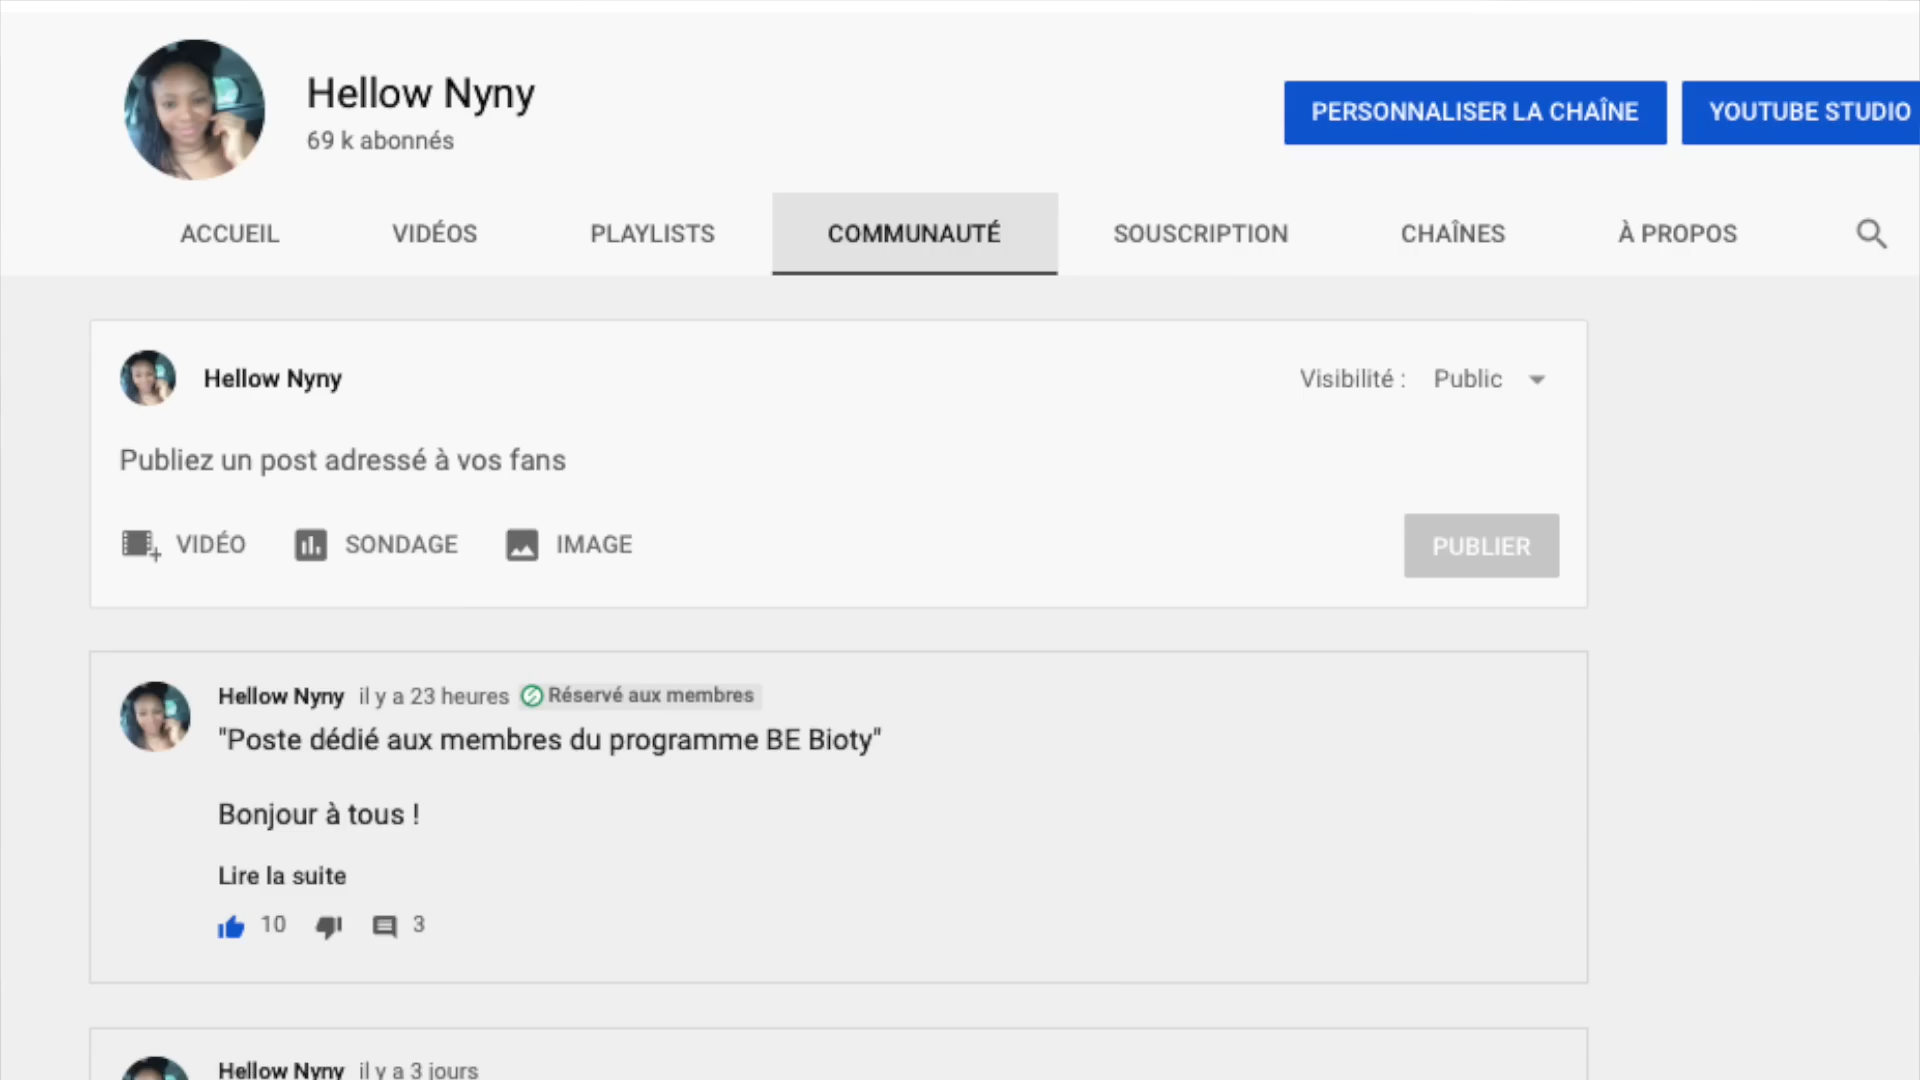 Hellow Nyny
69 k abonnés
PERSONNALISER LA CHAÎNE
YOUTUBE STUDIO
ACCUEIL
VIDÉOS
PLAYLISTS
COMMUNAUTÉ
SOUSCRIPTION
CHAÎNES
À PROPOS
Hellow Nyny
Visibilité : Public
Publiez un post adressé à vos fans
VIDÉO
SONDAGE
IMAGE
PUBLIER
Hellow Nyny il y a 23 heures Réservé aux membres
"Poste dédié aux membres du programme BE Bioty"
Bonjour à tous !
Lire la suite
10
3
Hellow Nyny il y a 3 jours